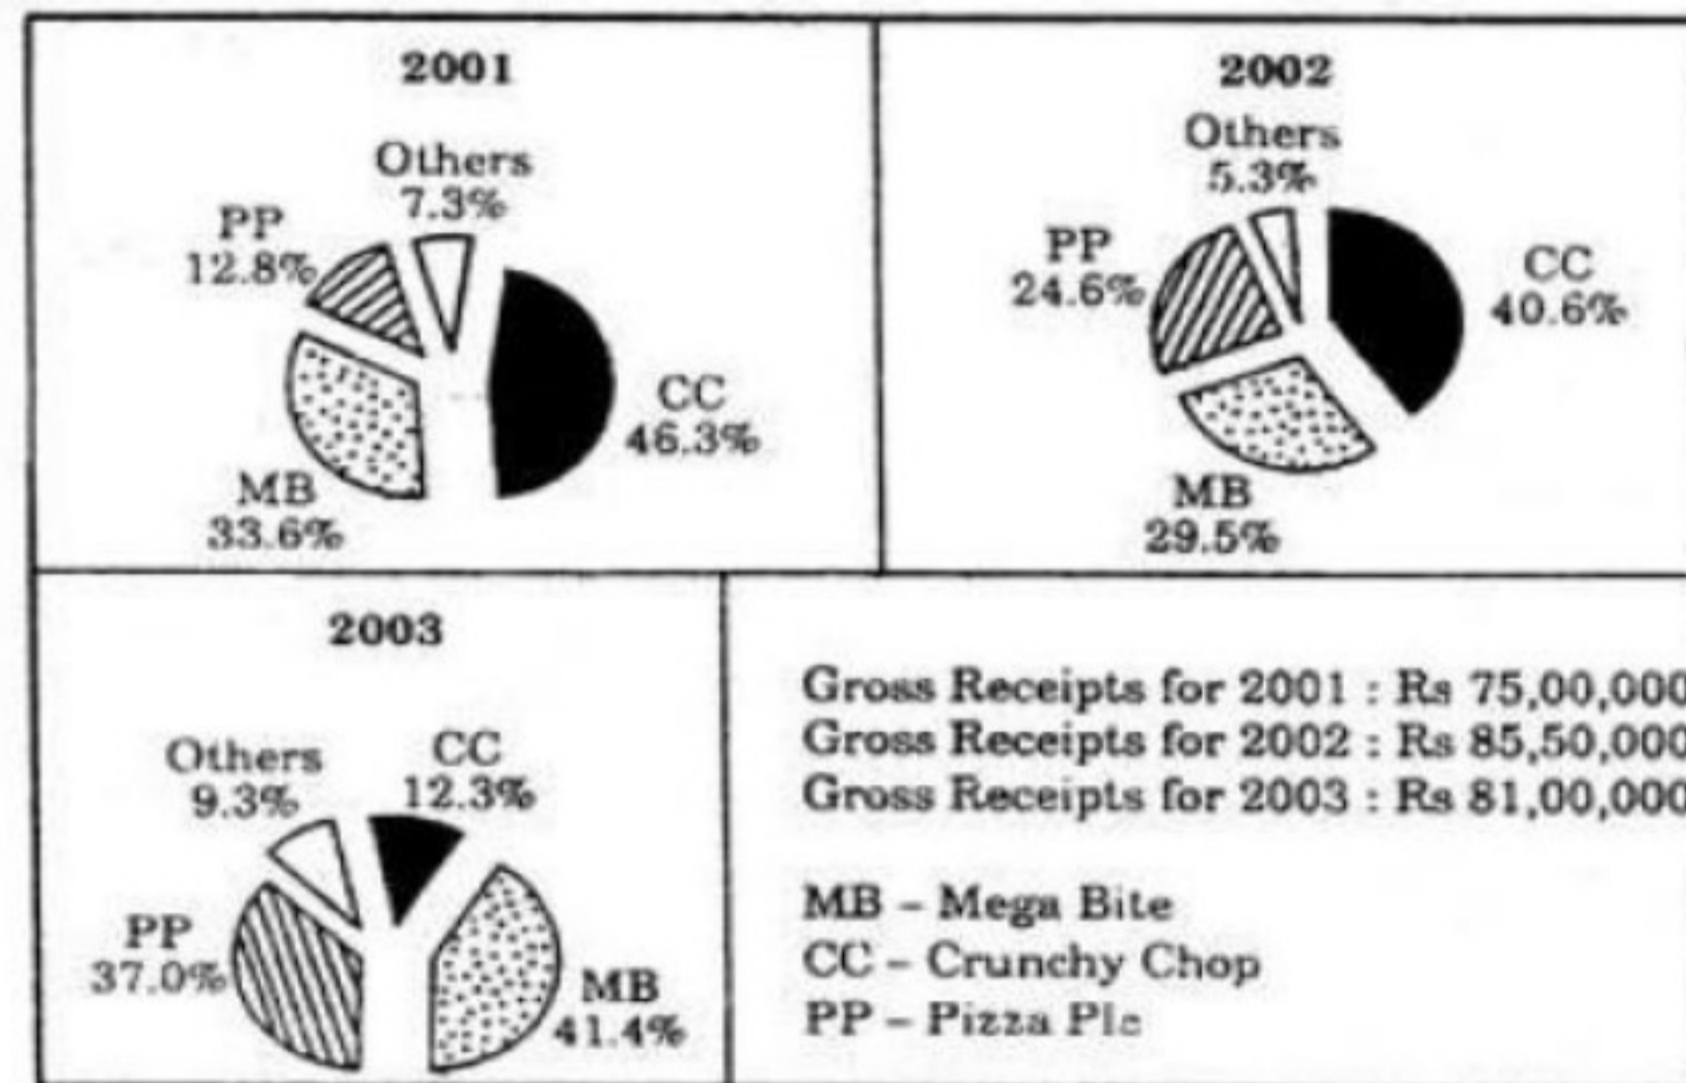 2001
Others
7.3%
PP
12.8%
CC
46.3%
MB
33.6%
2002
Others
5.3%
PP
24.6%
CC
40.6%
MB
29.5%
2003
Others
9.3%
CC
12.3%
PP
37.0%
MB
41.4%
Gross Receipts for 2001 : Rs 75,00,000
Gross Receipts for 2002 : Rs 85,50,000
Gross Receipts for 2003 : Rs 81,00,000
MB – Mega Bite
CC – Crunchy Chop
PP – Pizza